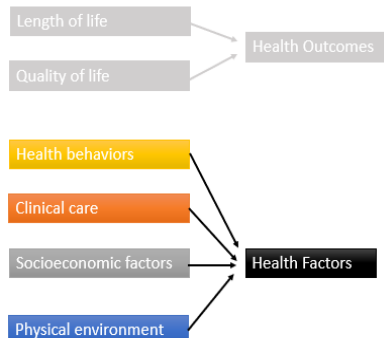 Length of life
Health Outcomes
Quality of life
Health behaviors
Clinical care
Socioeconomic factors
Health Factors
Physical environment